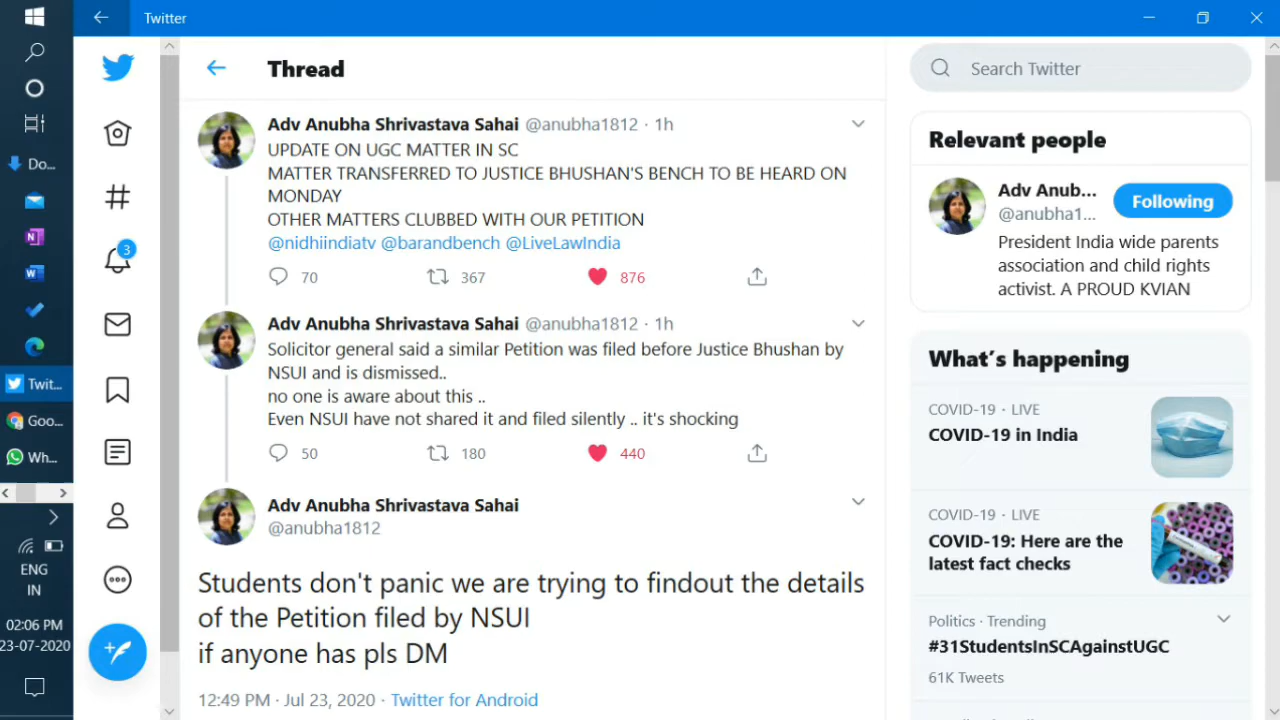 Twitter
Thread
Search Twitter
Adv Anubha Shrivastava Sahai @anubha1812 · 1h
UPDATE ON UGC MATTER IN SC
MATTER TRANSFERRED TO JUSTICE BHUSHAN'S BENCH TO BE HEARD ON
MONDAY
OTHER MATTERS CLUBBED WITH OUR PETITION
@nidhiindiatv @barandbench @LiveLawIndia
70 367 876
Adv Anubha Shrivastava Sahai @anubha1812 · 1h
Solicitor general said a similar Petition was filed before Justice Bhushan by
NSUI and is dismissed..
no one is aware about this ..
Even NSUI have not shared it and filed silently .. it's shocking
50 180 440
Adv Anubha Shrivastava Sahai
@anubha1812
Students don't panic we are trying to findout the details
of the Petition filed by NSUI
if anyone has pls DM
12:49 PM · Jul 23, 2020 · Twitter for Android
Relevant people
Adv Anub...
@anubha1...
Following
President India wide parents
association and child rights
activist. A PROUD KVIAN
What's happening
COVID-19 · LIVE
COVID-19 in India
COVID-19 · LIVE
COVID-19: Here are the
latest fact checks
Politics · Trending
#31StudentsInSCAgainstUGC
61K Tweets
3
Do...
Twit...
Goo...
Wh...
ENG
IN
02:06 PM
23-07-2020